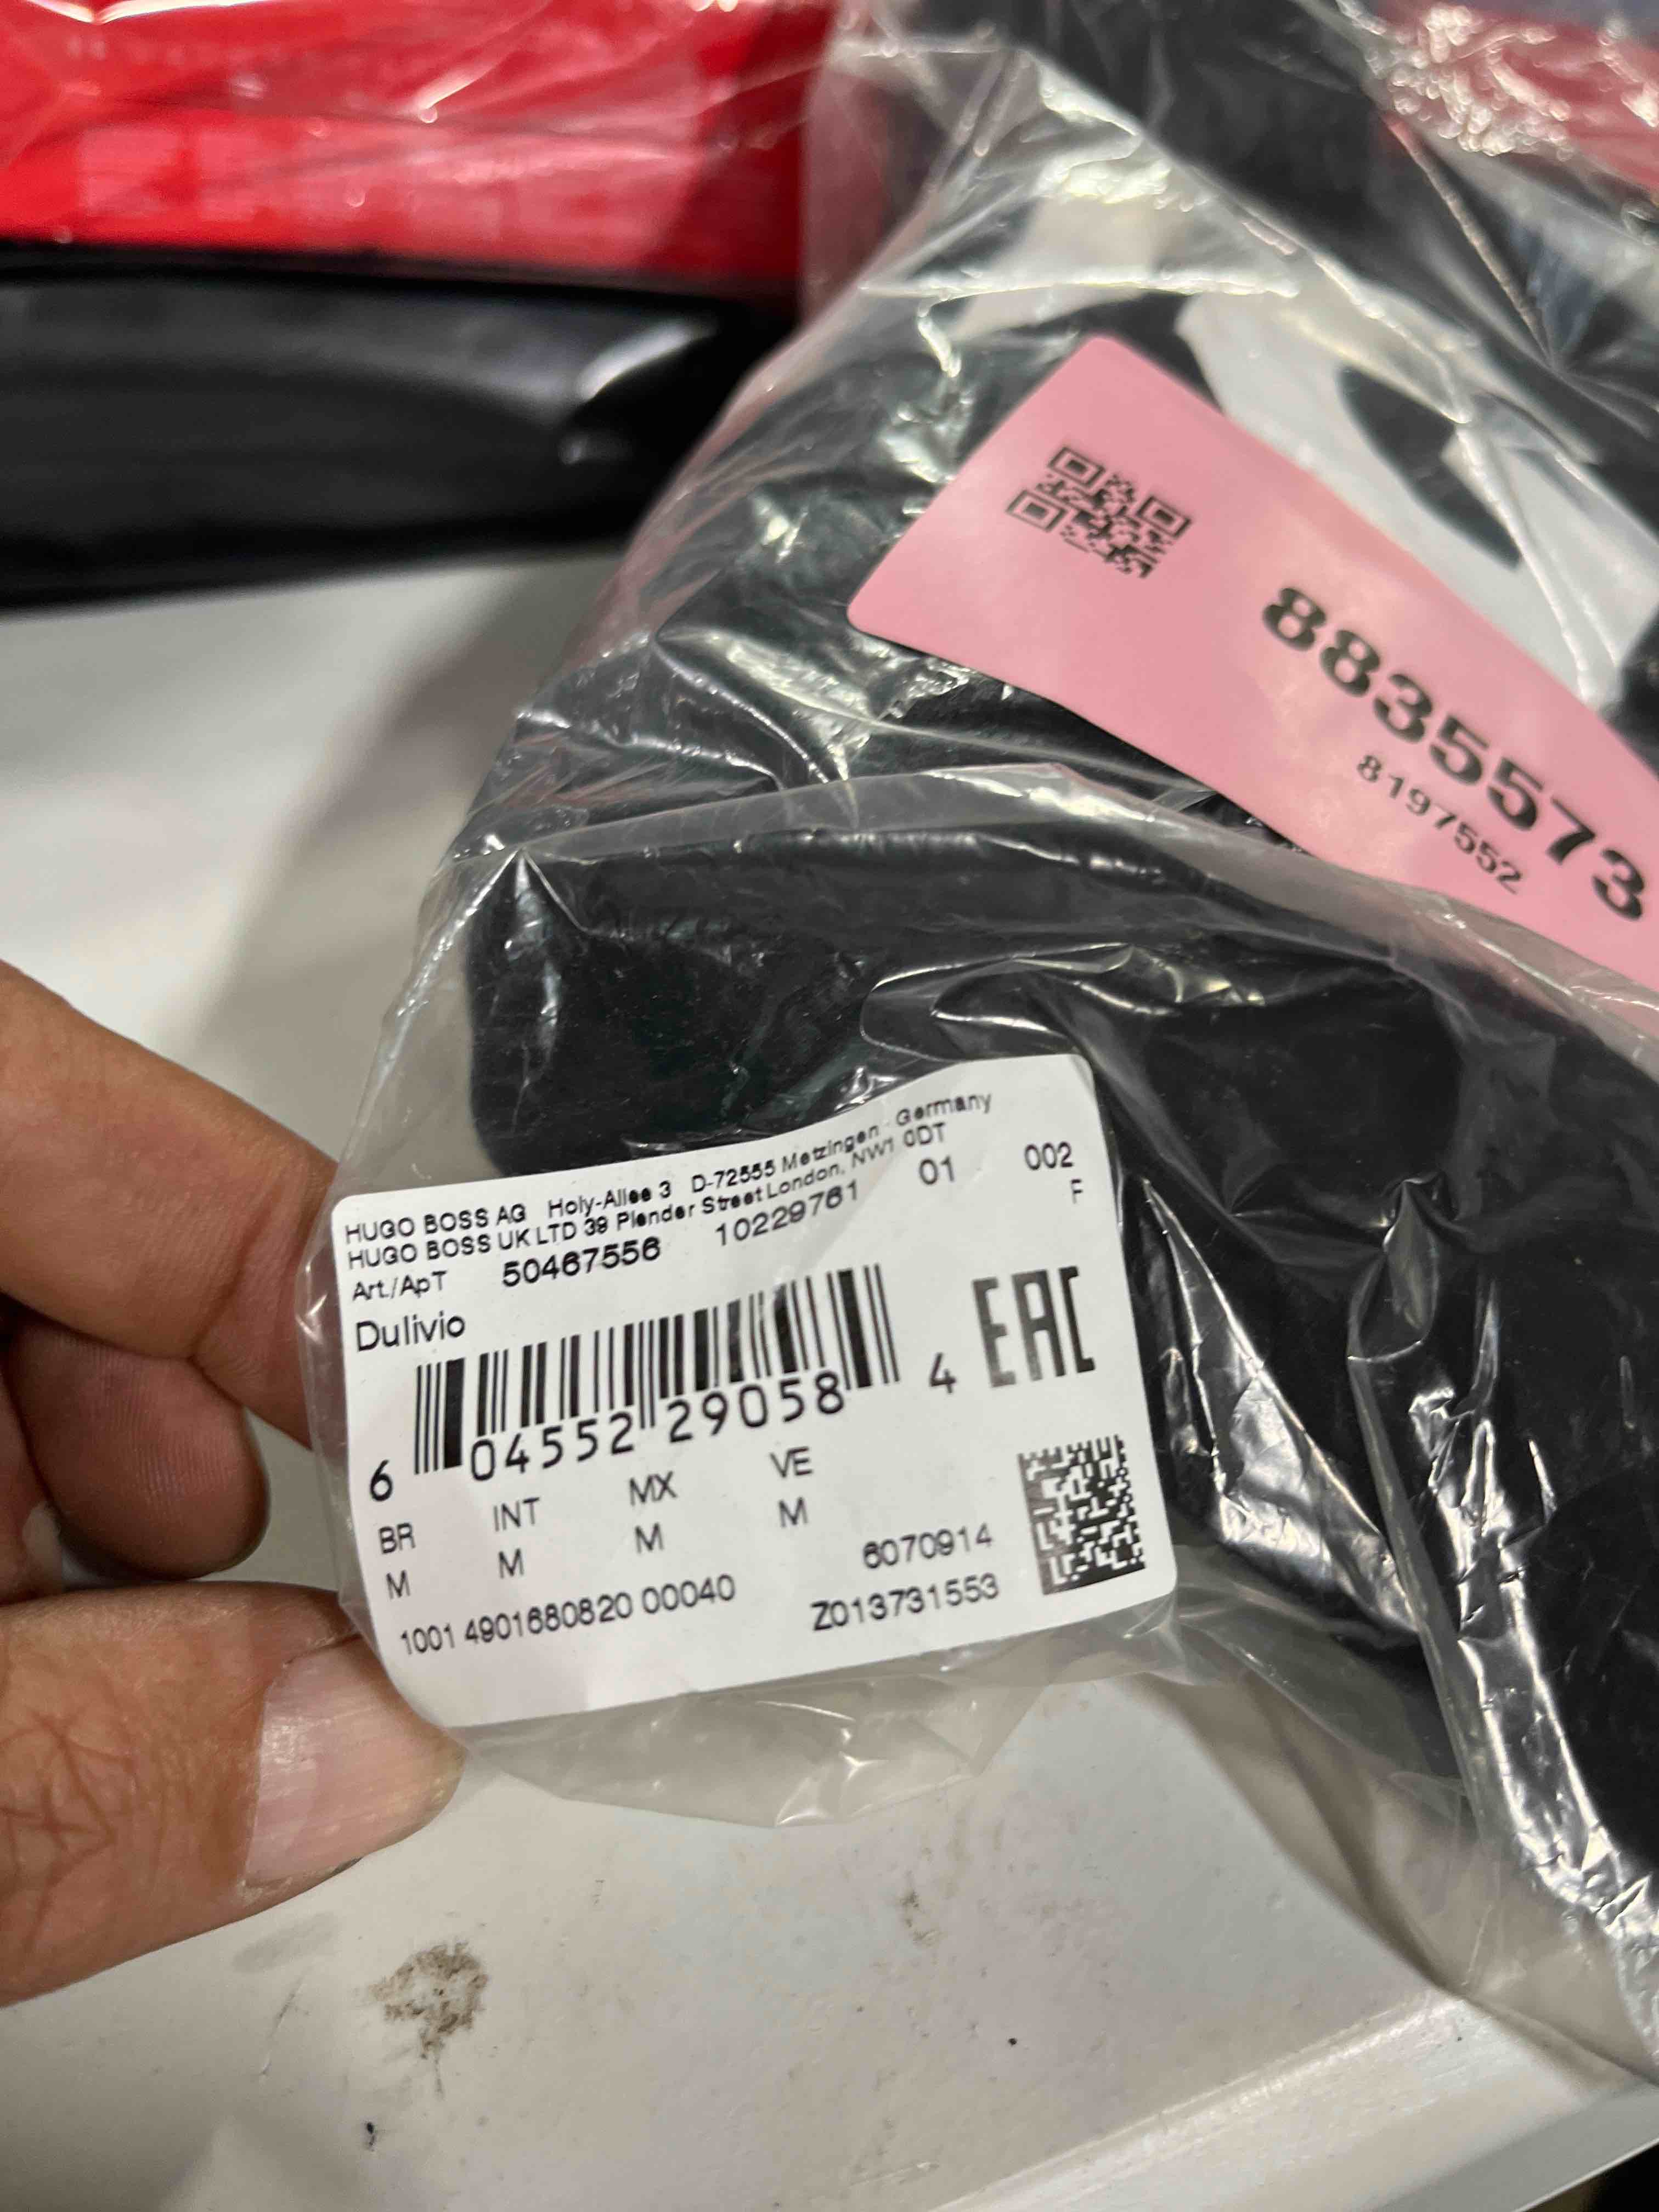 8835573
8197552
HUGO BOSS AG Holy-Allee 3 D-72555 Metzingen - Germany
HUGO BOSS UK LTD 39 Plender Street London, NW1 0DT
Art./ApT 50467556 10229761 01 002
F
Dulivio
EAC
6 04552 29058 4
BR INT MX VE
M M M M
6070914
1001 4901680820 00040 Z013731553